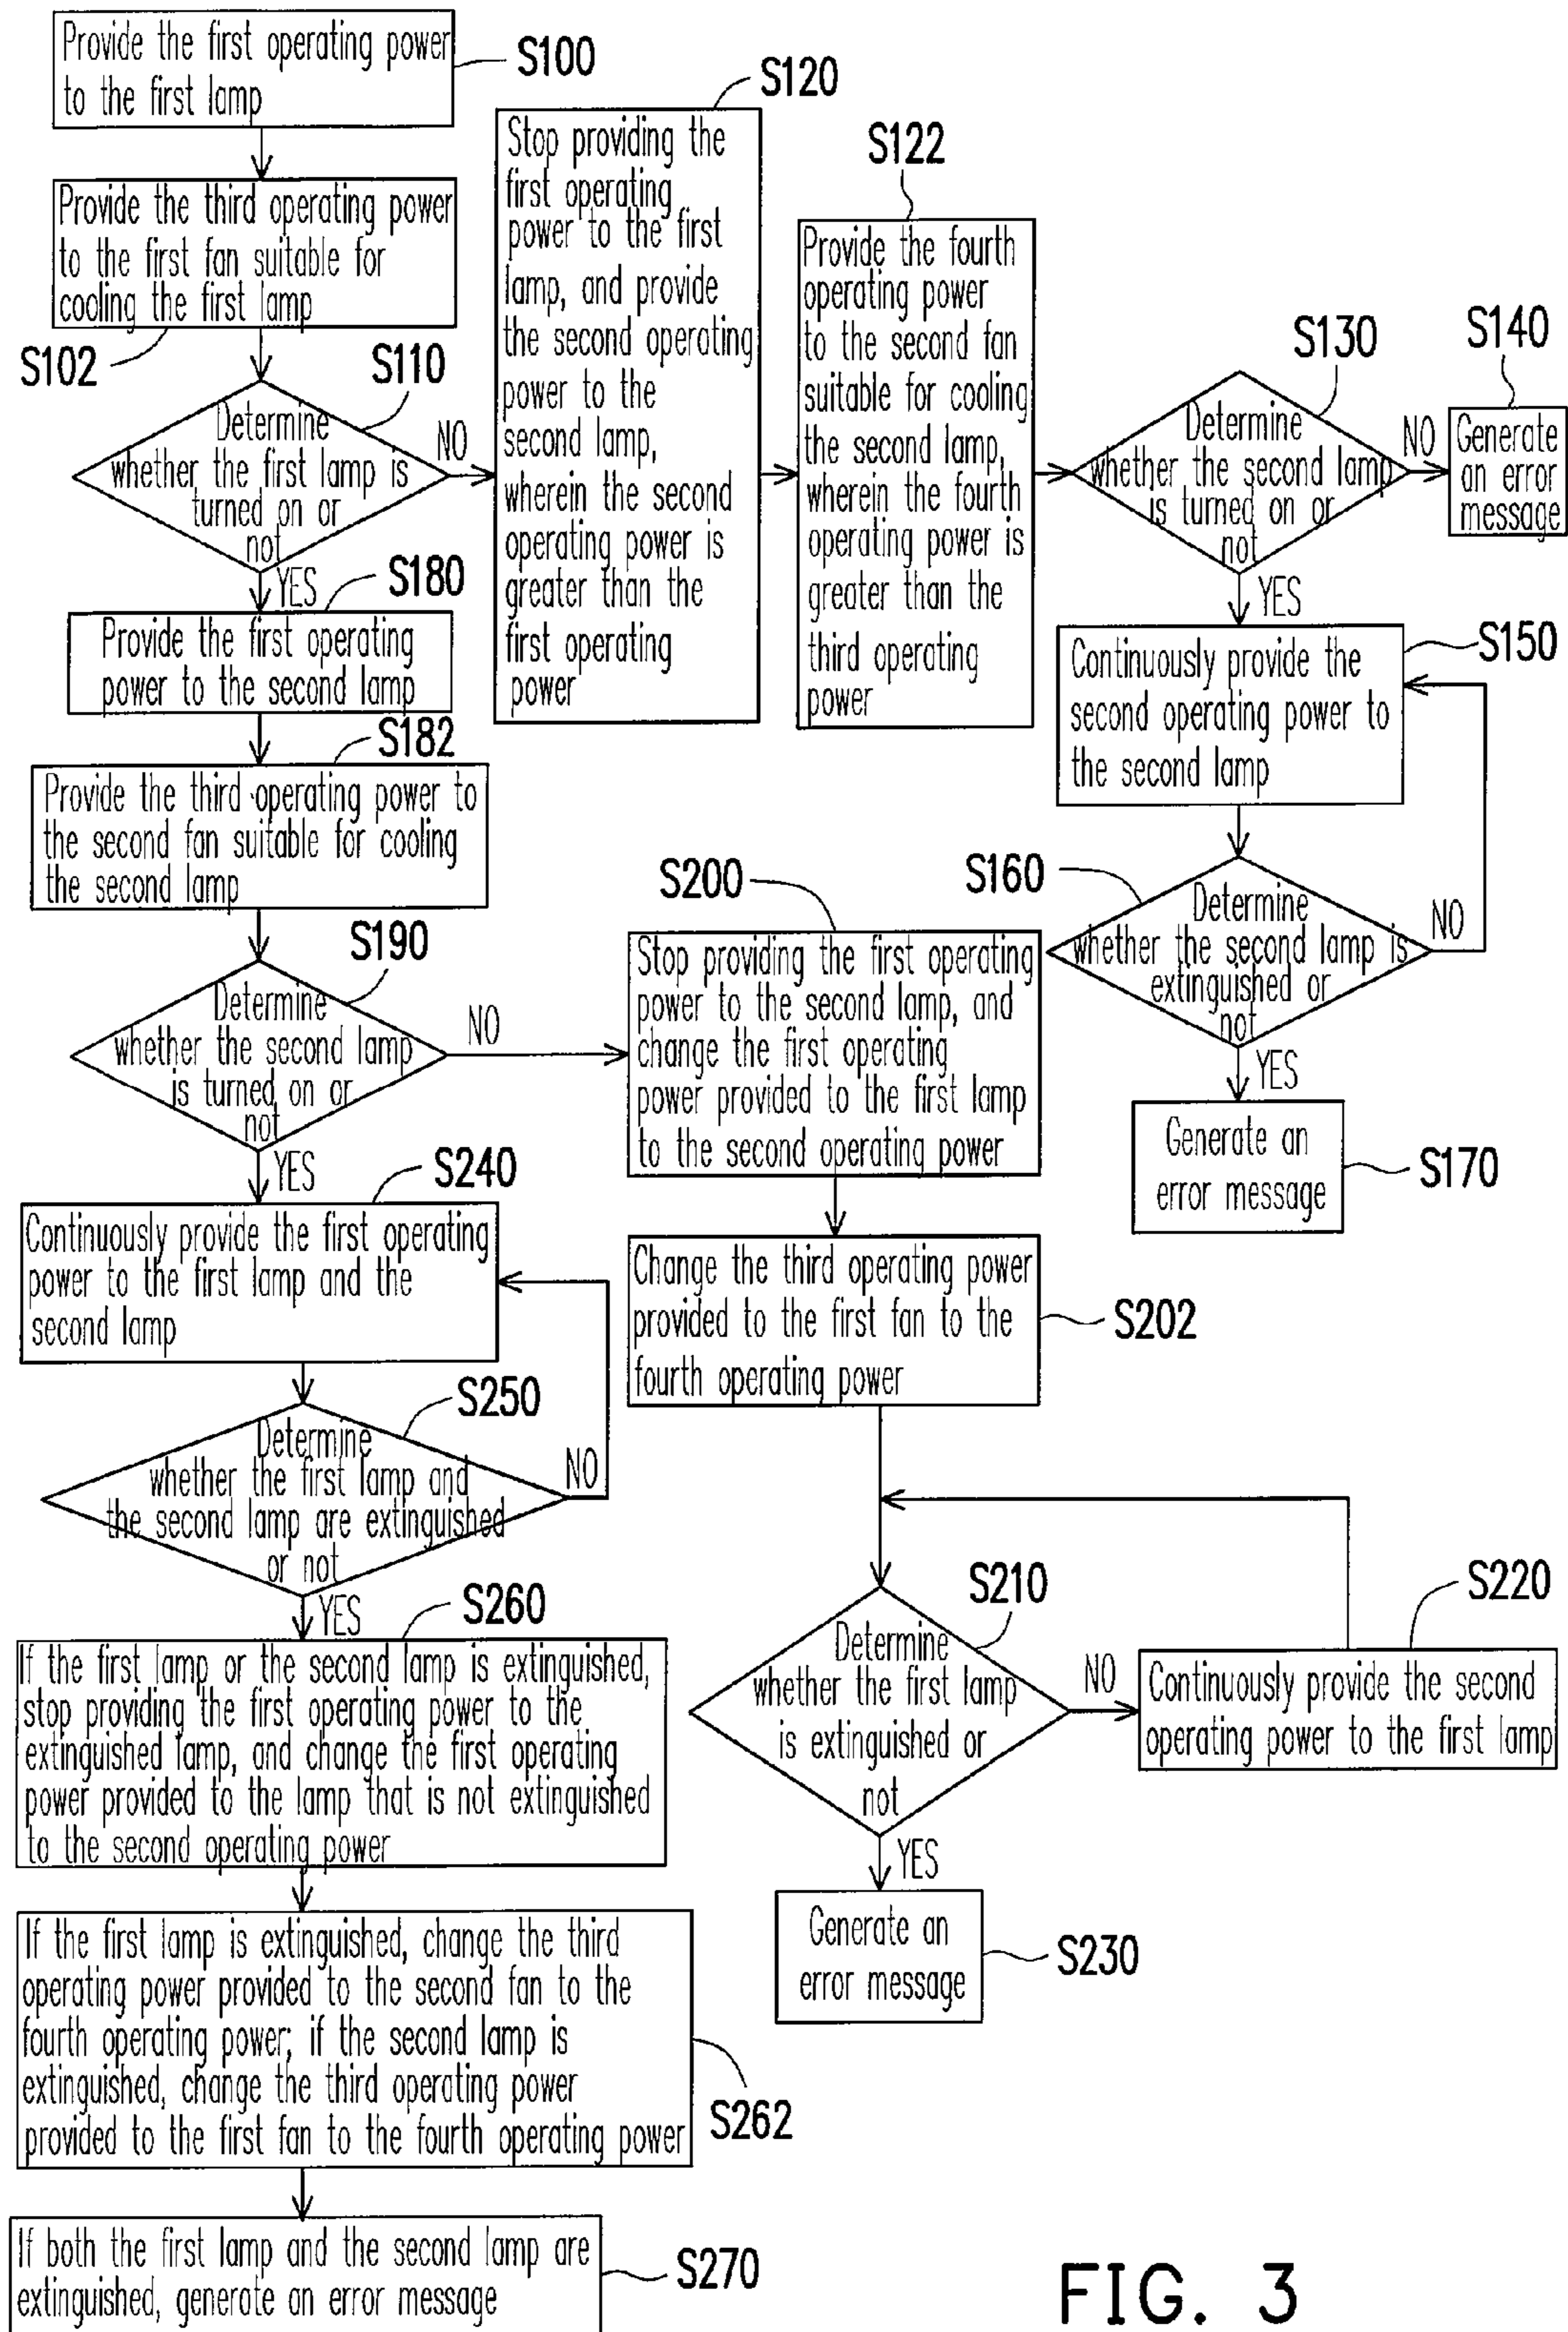 Provide the first operating power
to the first lamp
S100
Provide the third operating power
to the first fan suitable for
cooling the first lamp
S102
Determine
whether the first lamp is
turned on or
not
S110
NO
YES
S120
Stop providing the
first operating
power to the first
lamp, and provide
the second operating
power to the
second lamp,
wherein the second
operating power is
greater than the
first operating
power
S122
Provide the fourth
operating power
to the second fan
suitable for cooling
the second lamp,
wherein the fourth
operating power is
greater than the
third operating
power
S130
Determine
whether the second lamp
is turned on or
not
NO
YES
S140
Generate
an error
message
S150
Continuously provide the
second operating power to
the second lamp
S160
Determine
whether the second lamp is
extinguished or
not
NO
YES
Generate an
error message
S170
S180
Provide the first operating
power to the second lamp
S182
Provide the third operating power to
the second fan suitable for cooling
the second lamp
S190
Determine
whether the second lamp
is turned on or
not
NO
YES
S200
Stop providing the first operating
power to the second lamp, and
change the first operating
power provided to the first lamp
to the second operating power
Change the third operating power
provided to the first fan to the
fourth operating power
S202
S210
Determine
whether the first lamp
is extinguished or
not
NO
YES
S220
Continuously provide the second
operating power to the first lamp
Generate an
error message
S230
S240
Continuously provide the first operating
power to the first lamp and the
second lamp
S250
Determine
whether the first lamp and
the second lamp are extinguished
or not
NO
YES
S260
If the first lamp or the second lamp is extinguished,
stop providing the first operating power to the
extinguished lamp, and change the first operating
power provided to the lamp that is not extinguished
to the second operating power
If the first lamp is extinguished, change the third
operating power provided to the second fan to the
fourth operating power; if the second lamp is
extinguished, change the third operating power
provided to the first fan to the fourth operating power
S262
If both the first lamp and the second lamp are
extinguished, generate an error message
S270
FIG. 3